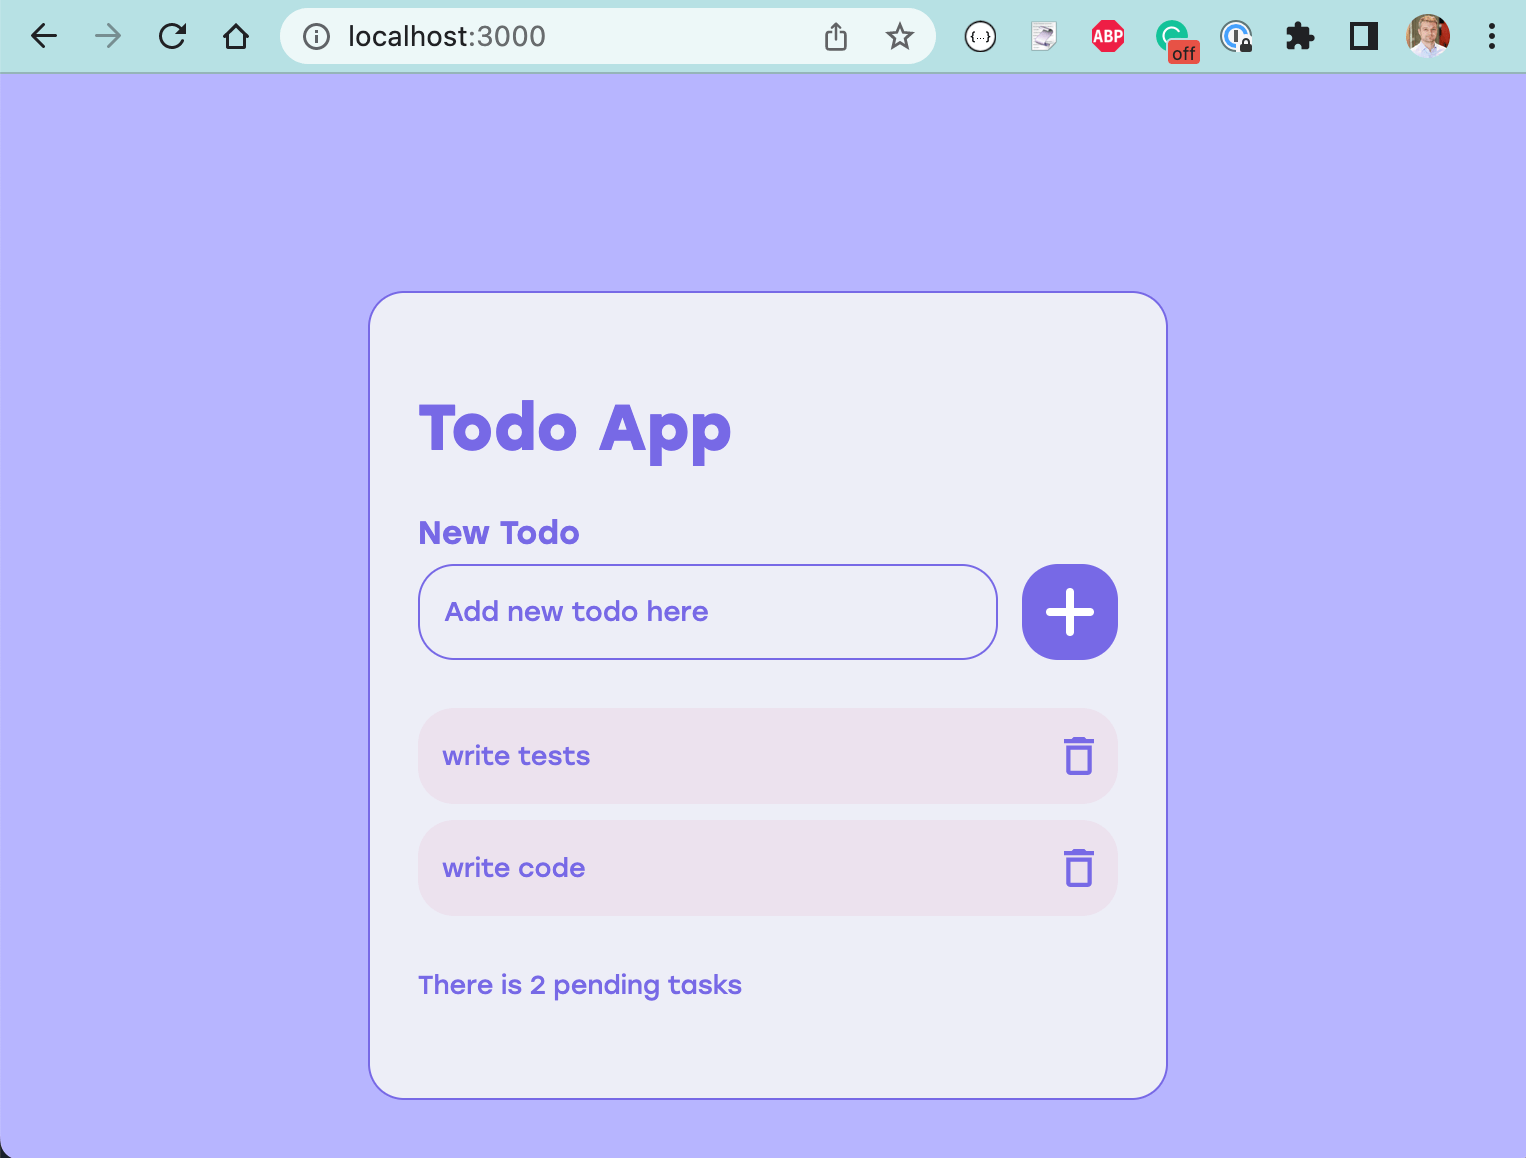 localhost:3000
{...}
ABP
off
Todo App
New Todo
Add new todo here
write tests
write code
There is 2 pending tasks